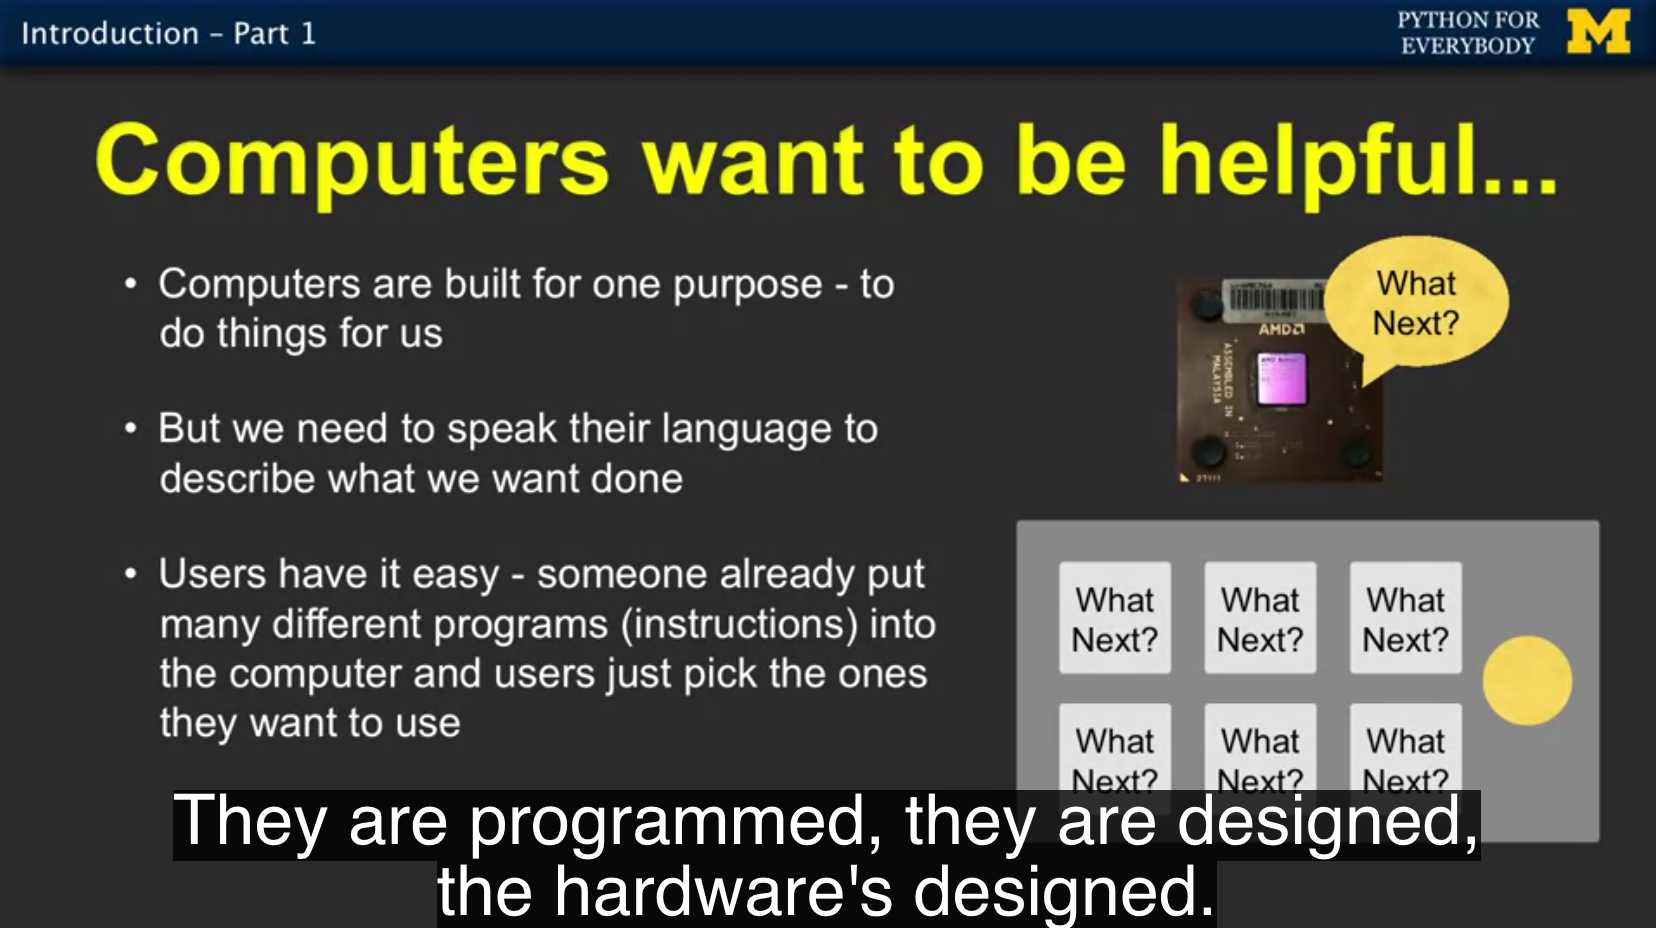 Introduction – Part 1
PYTHON FOR
EVERYBODY
M
Computers want to be helpful...
• Computers are built for one purpose - to
do things for us
• But we need to speak their language to
describe what we want done
• Users have it easy - someone already put
many different programs (instructions) into
the computer and users just pick the ones
they want to use
What
Next?
AMD
ASSEMBLED IN
MALAYSIA
27111
What What What
Next? Next? Next?
What What What
Next? Next? Next?
They are programmed, they are designed,
the hardware's designed.